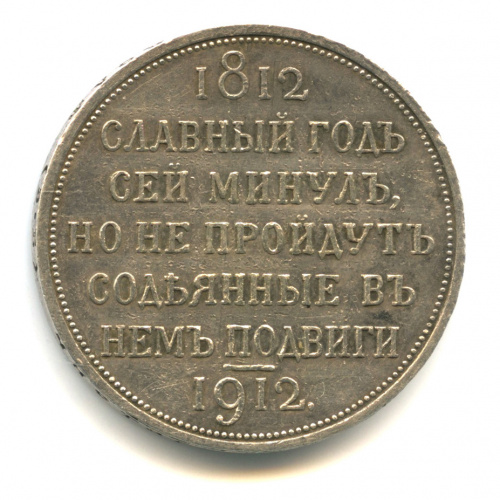 1812
СЛАВНЫЙ ГОДЪ
СЕЙ МИНУЛЪ,
НО НЕ ПРОЙДУТЪ
СОДѢЯННЫЕ ВЪ
НЕМЪ ПОДВИГИ
1912.